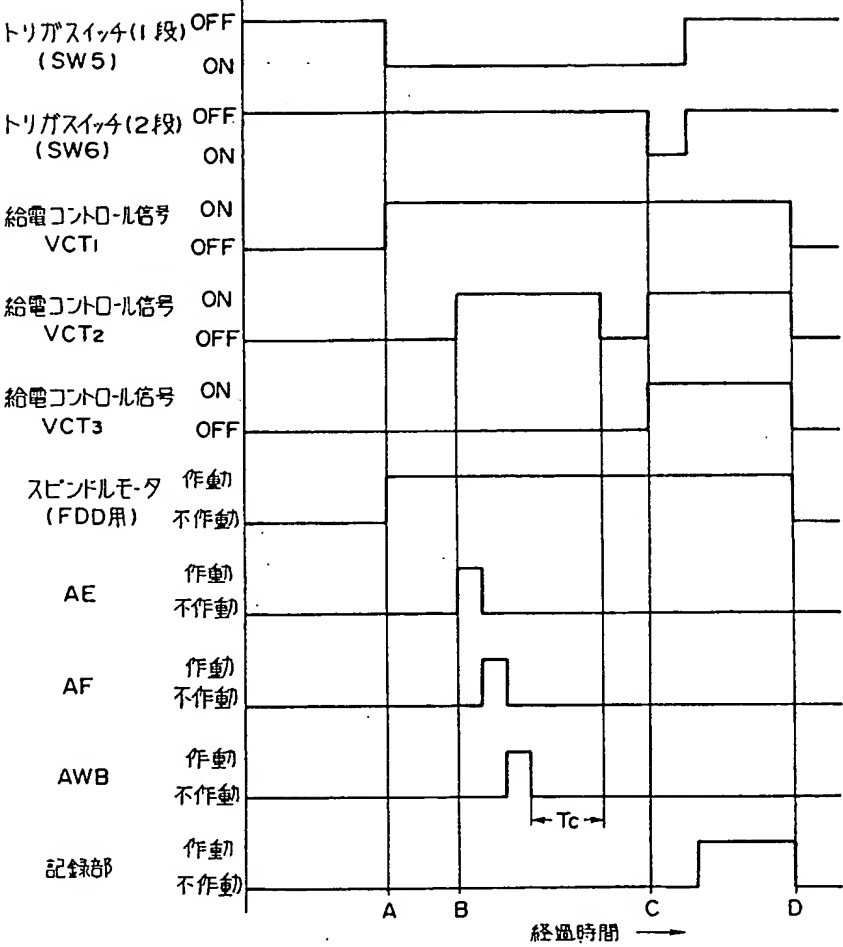 トリガスイッチ(1段) OFF
(SW5) ON
トリガスイッチ(2段) OFF
(SW6) ON
給電コントロール信号 ON
VCT1 OFF
給電コントロール信号 ON
VCT2 OFF
給電コントロール信号 ON
VCT3 OFF
スピンドルモータ 作動
(FDD用) 不作動
AE 作動
不作動
AF 作動
不作動
AWB 作動
不作動
Tc
記録部 作動
不作動
A B C D
経過時間